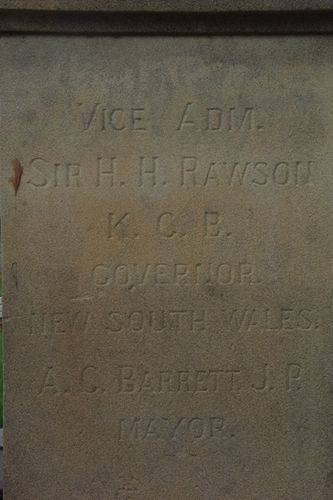 VICE ADM.
SIR H. H. RAWSON
K. C. B.
GOVERNOR.
NEW SOUTH WALES.
A. C. BARRETT J. P.
MAYOR.